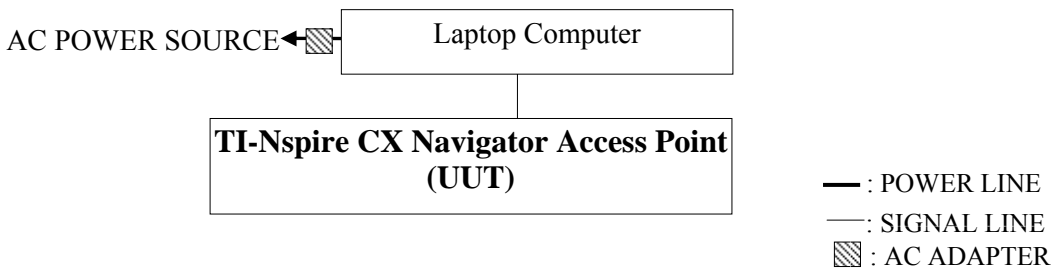 AC POWER SOURCE
Laptop Computer
TI-Nspire CX Navigator Access Point
(UUT)
: POWER LINE
: SIGNAL LINE
: AC ADAPTER